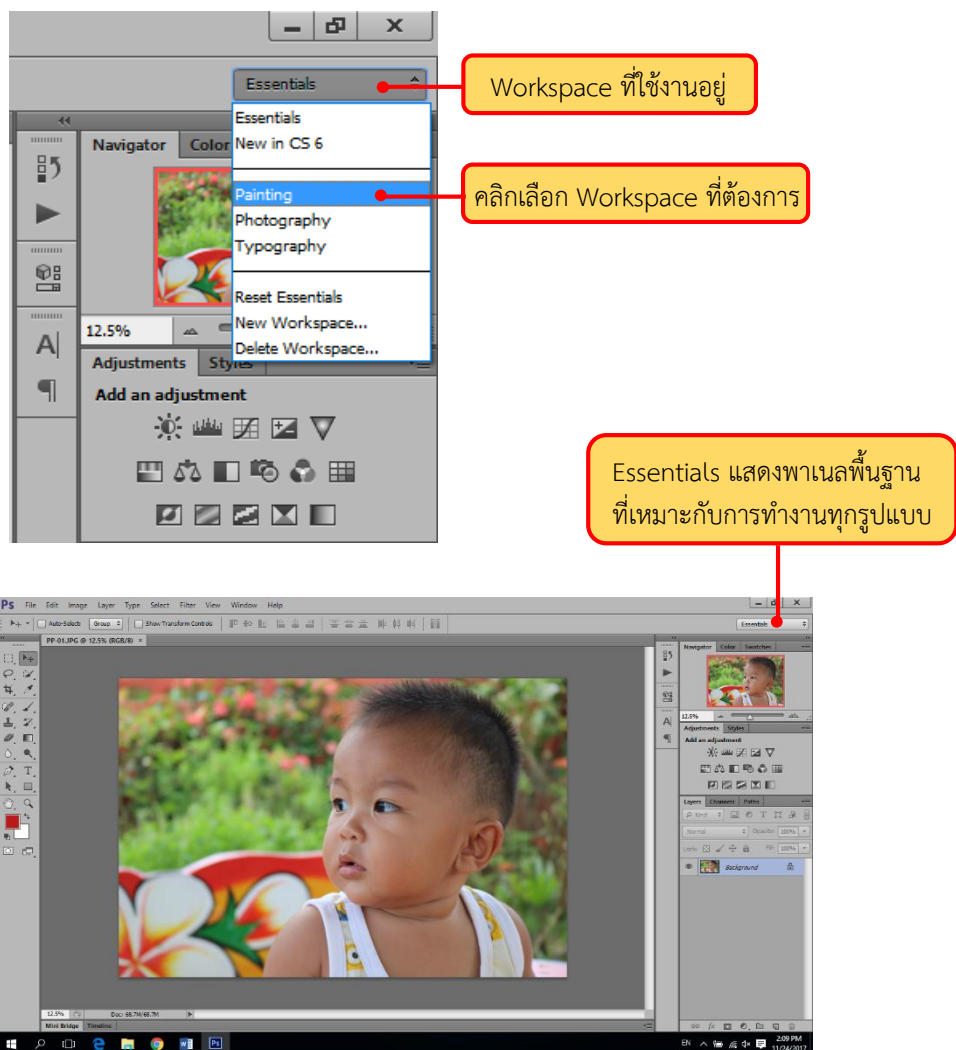 Essentials
Workspace ที่ใช้งานอยู่
Essentials
New in CS 6
Navigator
Color
Painting
คลิกเลือก Workspace ที่ต้องการ
Photography
Typography
Reset Essentials
New Workspace...
Delete Workspace...
12.5%
Adjustments
Styles
Add an adjustment
Essentials แสดงพาเนลพื้นฐาน
ที่เหมาะกับการทำงานทุกรูปแบบ
Ps File Edit Image Layer Type Select Filter View Window Help
Auto-Select: Group Show Transform Controls Essentials
PP-01.JPG @ 12.5% (RGB/8) ×
Navigator Color Swatches
12.5%
Adjustments Styles
Add an adjustment
Layers Channels Paths
Kind
Normal Opacity: 100%
Lock: Fill: 100%
Background
12.5% Doc: 68.7M/68.7M
Mini Bridge Timeline
EN 2:09 PM
11/24/2017